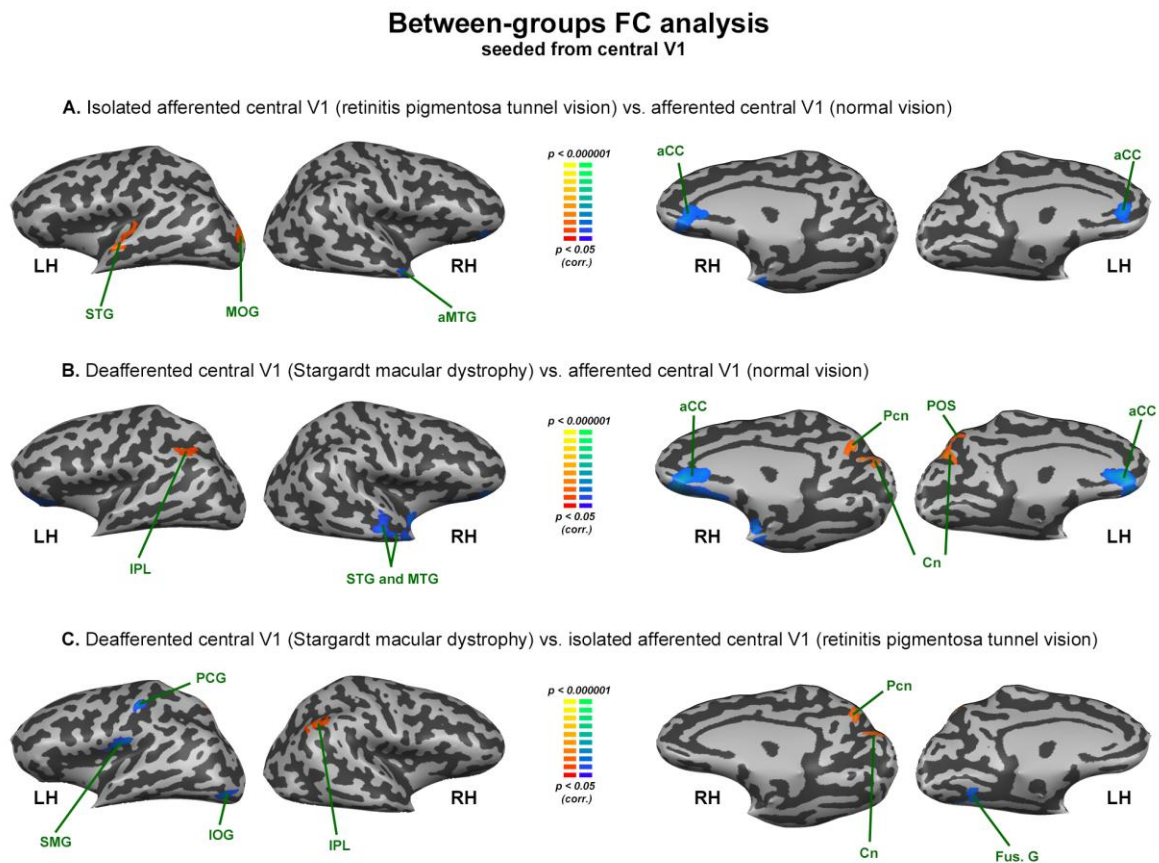 Between-groups FC analysis
seeded from central V1
A. Isolated afferented central V1 (retinitis pigmentosa tunnel vision) vs. afferented central V1 (normal vision)
p < 0.000001
aCC
aCC
LH
RH
p < 0.05
(corr.)
RH
LH
STG
MOG
aMTG
B. Deafferented central V1 (Stargardt macular dystrophy) vs. afferented central V1 (normal vision)
aCC
Pcn
POS
aCC
p < 0.000001
LH
RH
p < 0.05
(corr.)
RH
LH
IPL
STG and MTG
Cn
C. Deafferented central V1 (Stargardt macular dystrophy) vs. isolated afferented central V1 (retinitis pigmentosa tunnel vision)
PCG
p < 0.000001
Pcn
LH
RH
p < 0.05
(corr.)
RH
LH
SMG
IOG
IPL
Cn
Fus. G